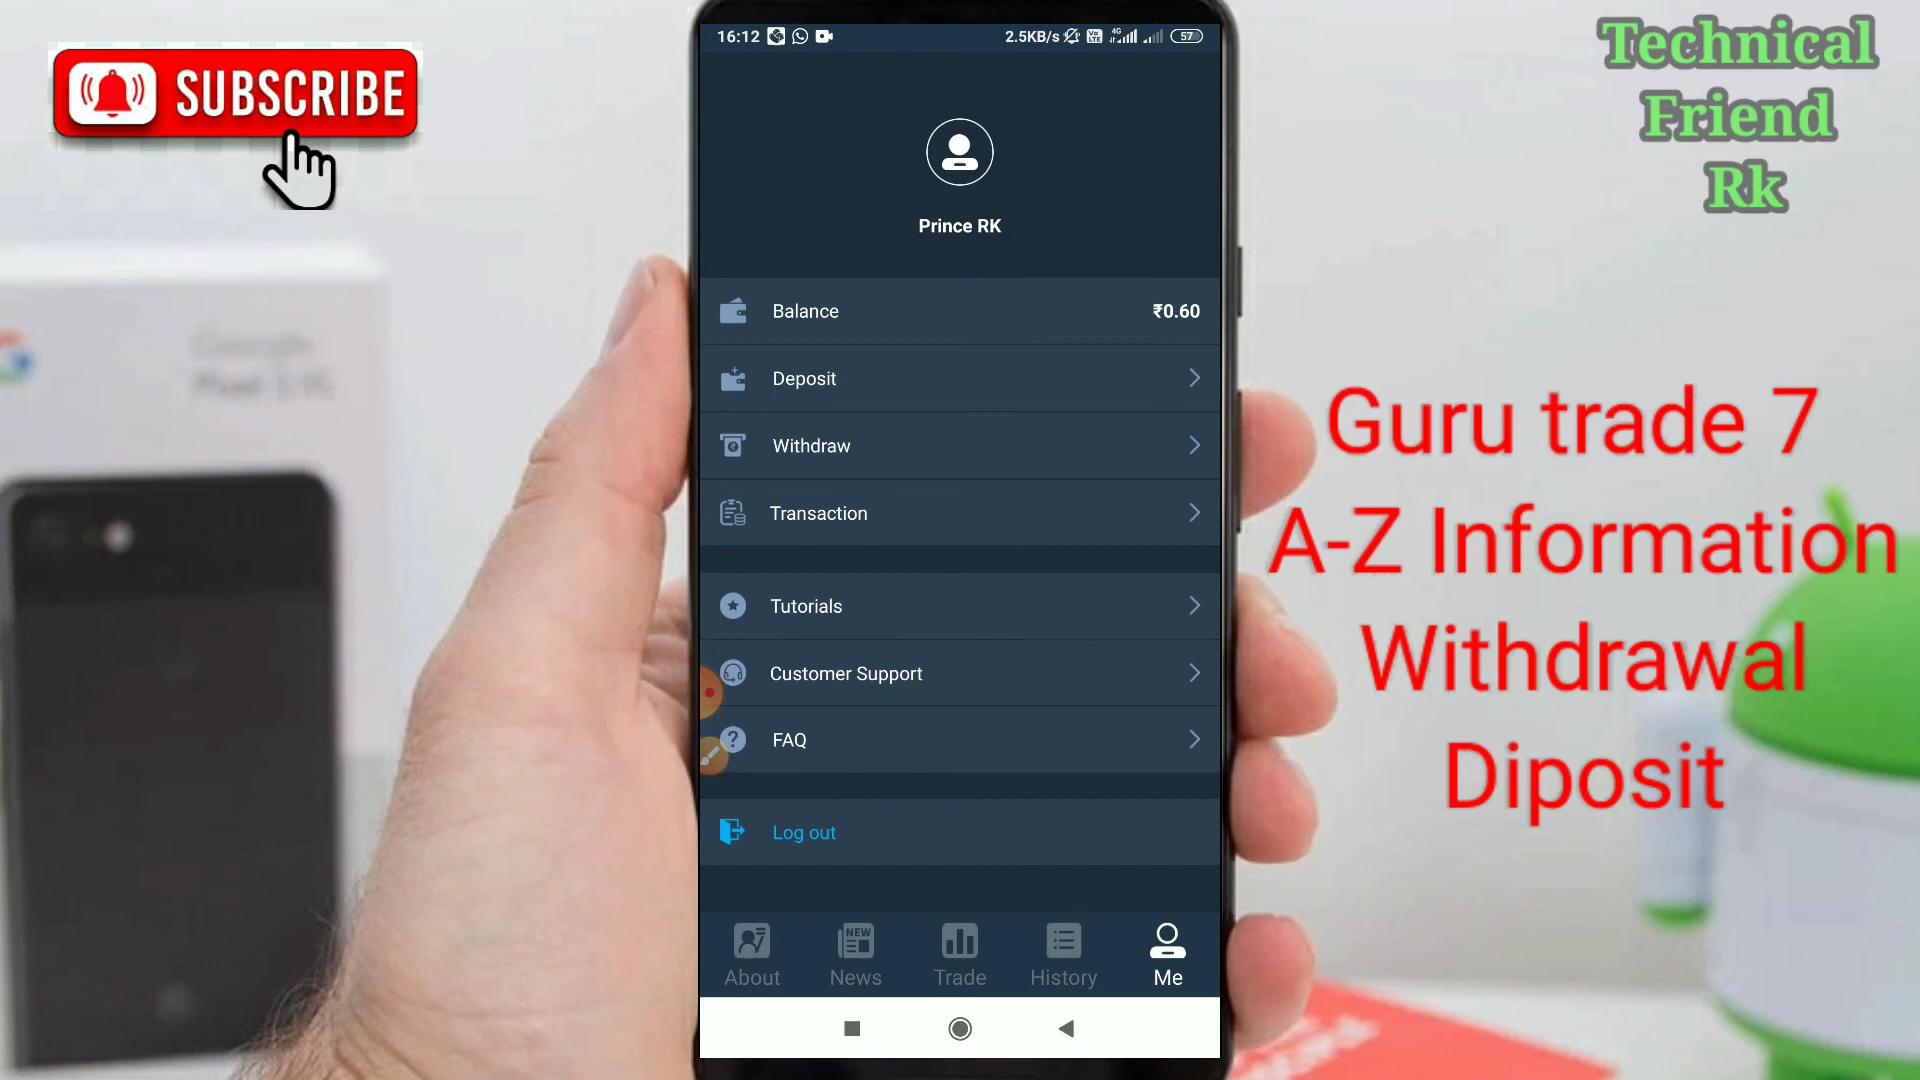 SUBSCRIBE
Technical
Friend
Rk
16:12
2.5KB/s
4G
57
Prince RK
Balance
₹0.60
Deposit
Withdraw
Transaction
Tutorials
Customer Support
FAQ
Log out
NEW
About
News
Trade
History
Me
Guru trade 7
A-Z Information
Withdrawal
Diposit